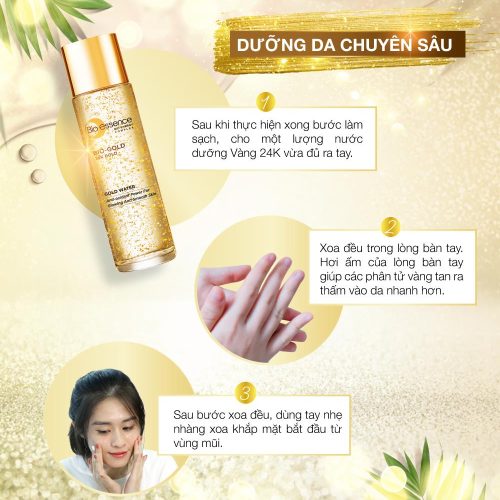 DƯỠNG DA CHUYÊN SÂU
1
Sau khi thực hiện xong bước làm
sạch, cho một lượng nước
dưỡng Vàng 24K vừa đủ ra tay.
Bio essence
BIO-GOLD
GOLD WATER
2
Xoa đều trong lòng bàn tay.
Hơi ấm của lòng bàn tay
giúp các phân tử vàng tan ra
thấm vào da nhanh hơn.
3
Sau bước xoa đều, dùng tay nhẹ
nhàng xoa khắp mặt bắt đầu từ
vùng mũi.